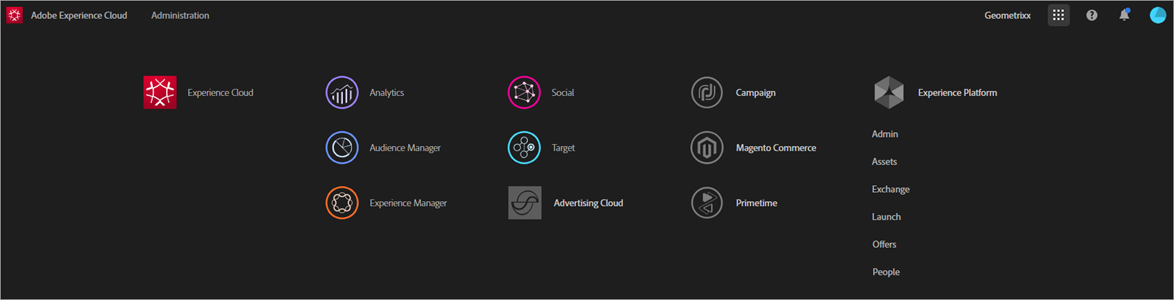 Adobe Experience Cloud Administration Geometrixx
Experience Cloud Analytics Social Campaign Experience Platform
Admin
Audience Manager Target Magento Commerce
Assets
Exchange
Experience Manager Advertising Cloud Primetime
Launch
Offers
People